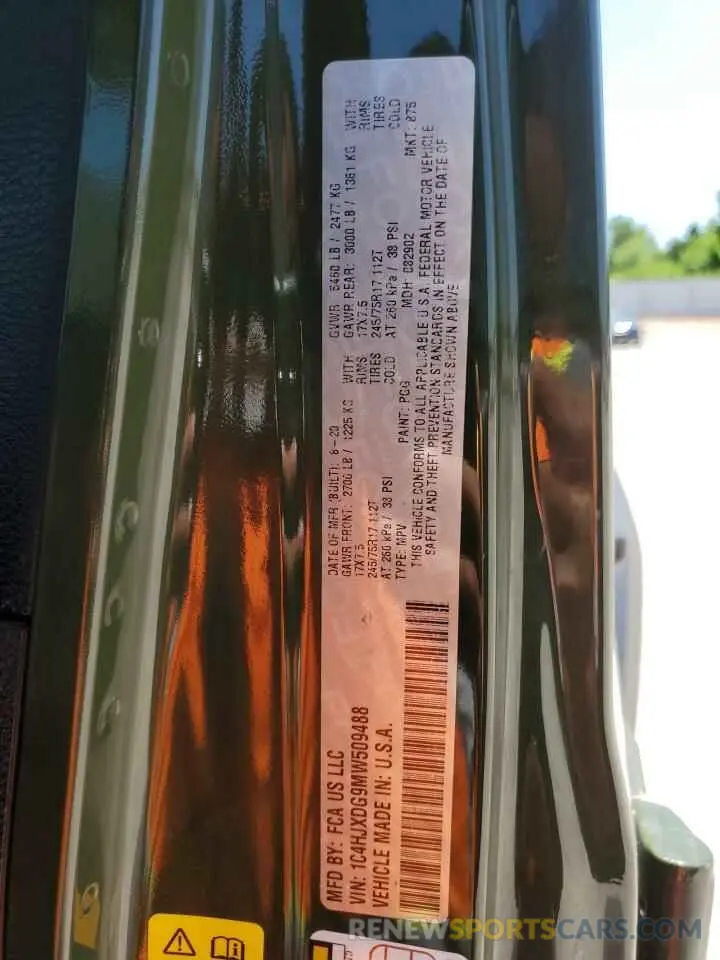 MFD BY: FCA US LLC
DATE OF MFR (BUILT): 8-20
GVWR 5460 LB / 2477 KG
GAWR FRONT: 2700 LB / 1225 KG WITH
GAWR REAR: 3000 LB / 1361 KG WITH
17X7.5 RIMS
17X7.5 RIMS
245/75R17 112T TIRES
245/75R17 112T TIRES
AT 260 kPa / 38 PSI COLD
AT 260 kPa / 38 PSI COLD
VIN: 1C4HJXDG9MW509488
TYPE: MPV PAINT: PGG MDH: 082902 MKT: 875
VEHICLE MADE IN: U.S.A.
THIS VEHICLE CONFORMS TO ALL APPLICABLE U.S.A. FEDERAL MOTOR VEHICLE
SAFETY AND THEFT PREVENTION STANDARDS IN EFFECT ON THE DATE OF
MANUFACTURE SHOWN ABOVE
RENEWSPORTSCARS.COM